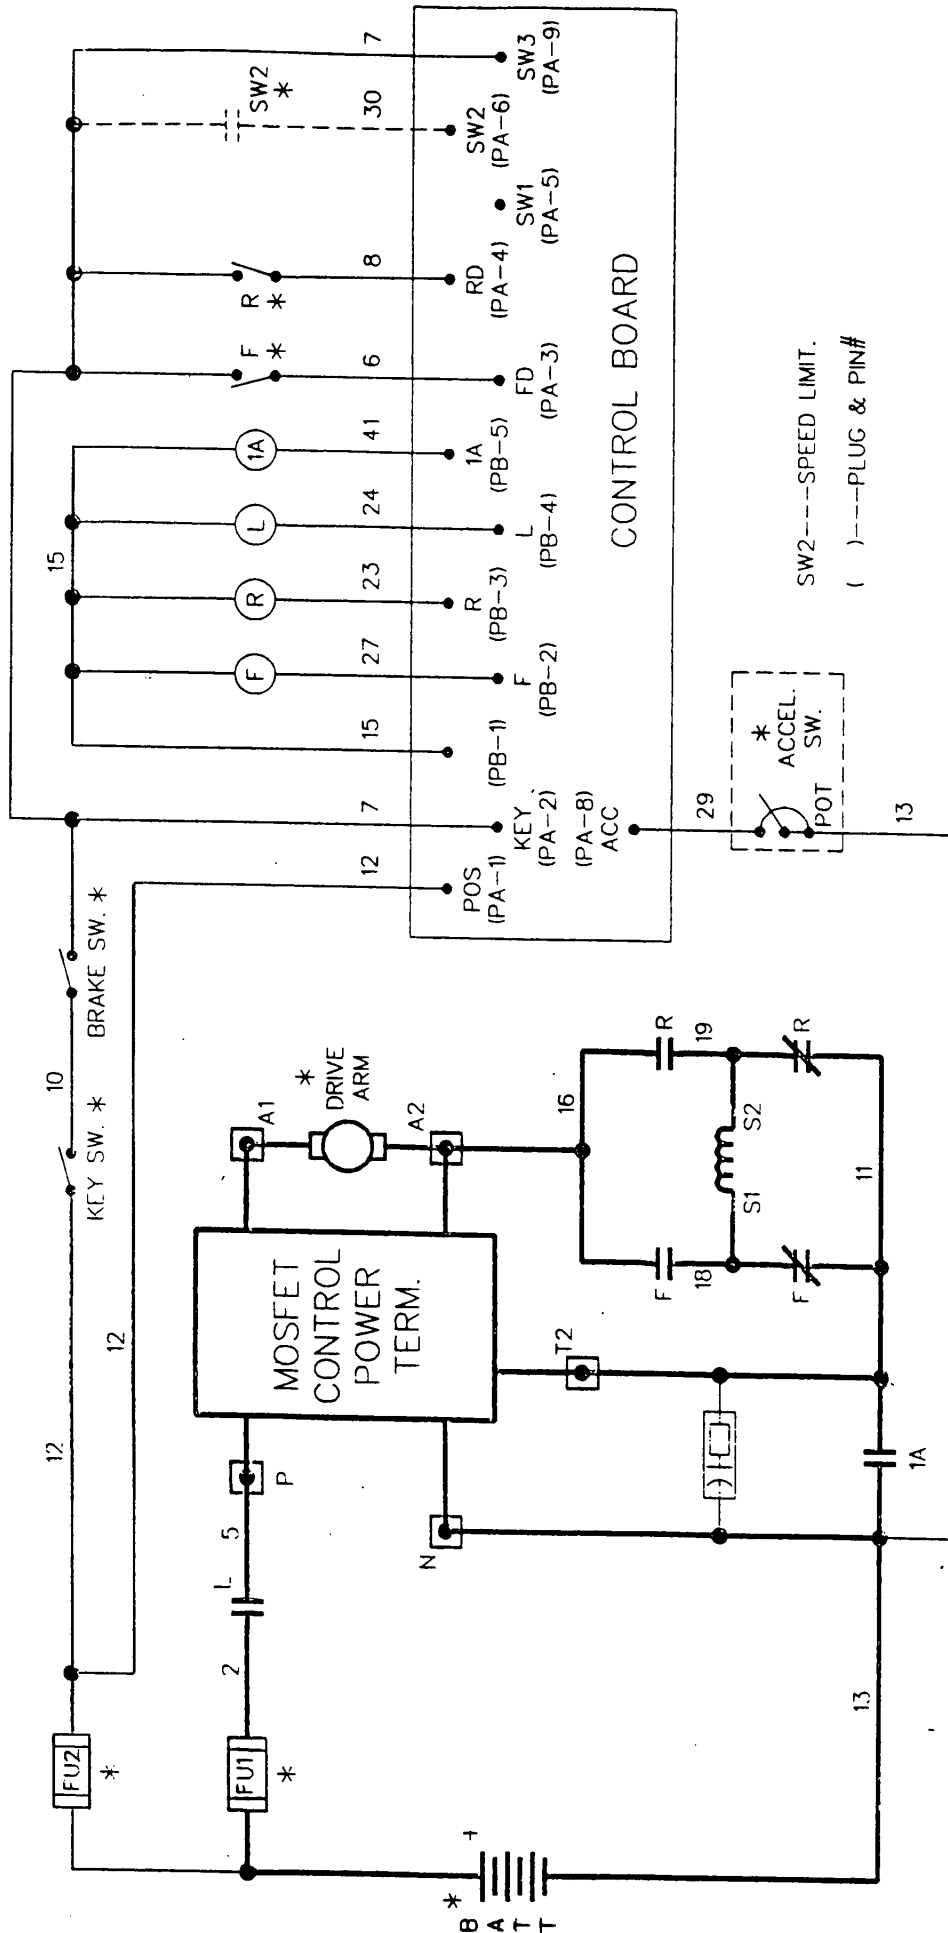 FU2
*
12
12
KEY SW. *
10
BRAKE SW. *
FU1
*
2
L
5
P
MOSFET
CONTROL
POWER
TERM.
A1
*
DRIVE
ARM
A2
N
T2
16
F
R
18
19
S1
S2
F
R
11
1A
13
*
BATT
+
12
7
15
15
27
23
24
41
6
8
30
7
F
R
L
1A
F
*
R
*
SW2
*
POS
(PA-1)
KEY
(PA-2)
(PB-1)
F
(PB-2)
R
(PB-3)
L
(PB-4)
1A
(PB-5)
FD
(PA-3)
RD
(PA-4)
SW1
(PA-5)
SW2
(PA-6)
SW3
(PA-9)
(PA-8)
ACC
CONTROL BOARD
29
*
ACCEL.
SW.
POT
13
SW2---SPEED LIMIT.
( )---PLUG & PIN#